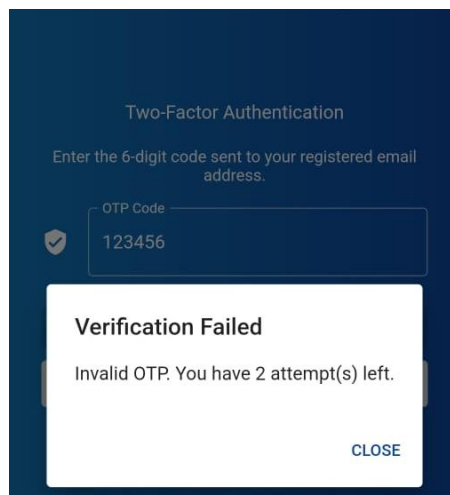 Two-Factor Authentication
Enter the 6-digit code sent to your registered email
address.
OTP Code
123456
Verification Failed
Invalid OTP. You have 2 attempt(s) left.
CLOSE